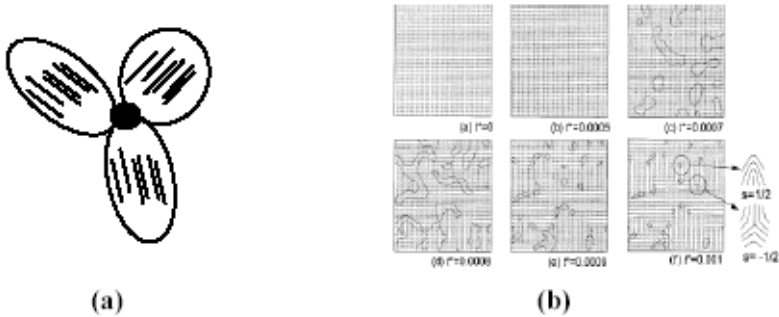 (a) t*=0
(b) t*=0.0005
(c) t*=0.0007
s=1/2
(d) t*=0.0008
(e) t*=0.0009
(f) t*=0.001
s= -1/2
(a)
(b)